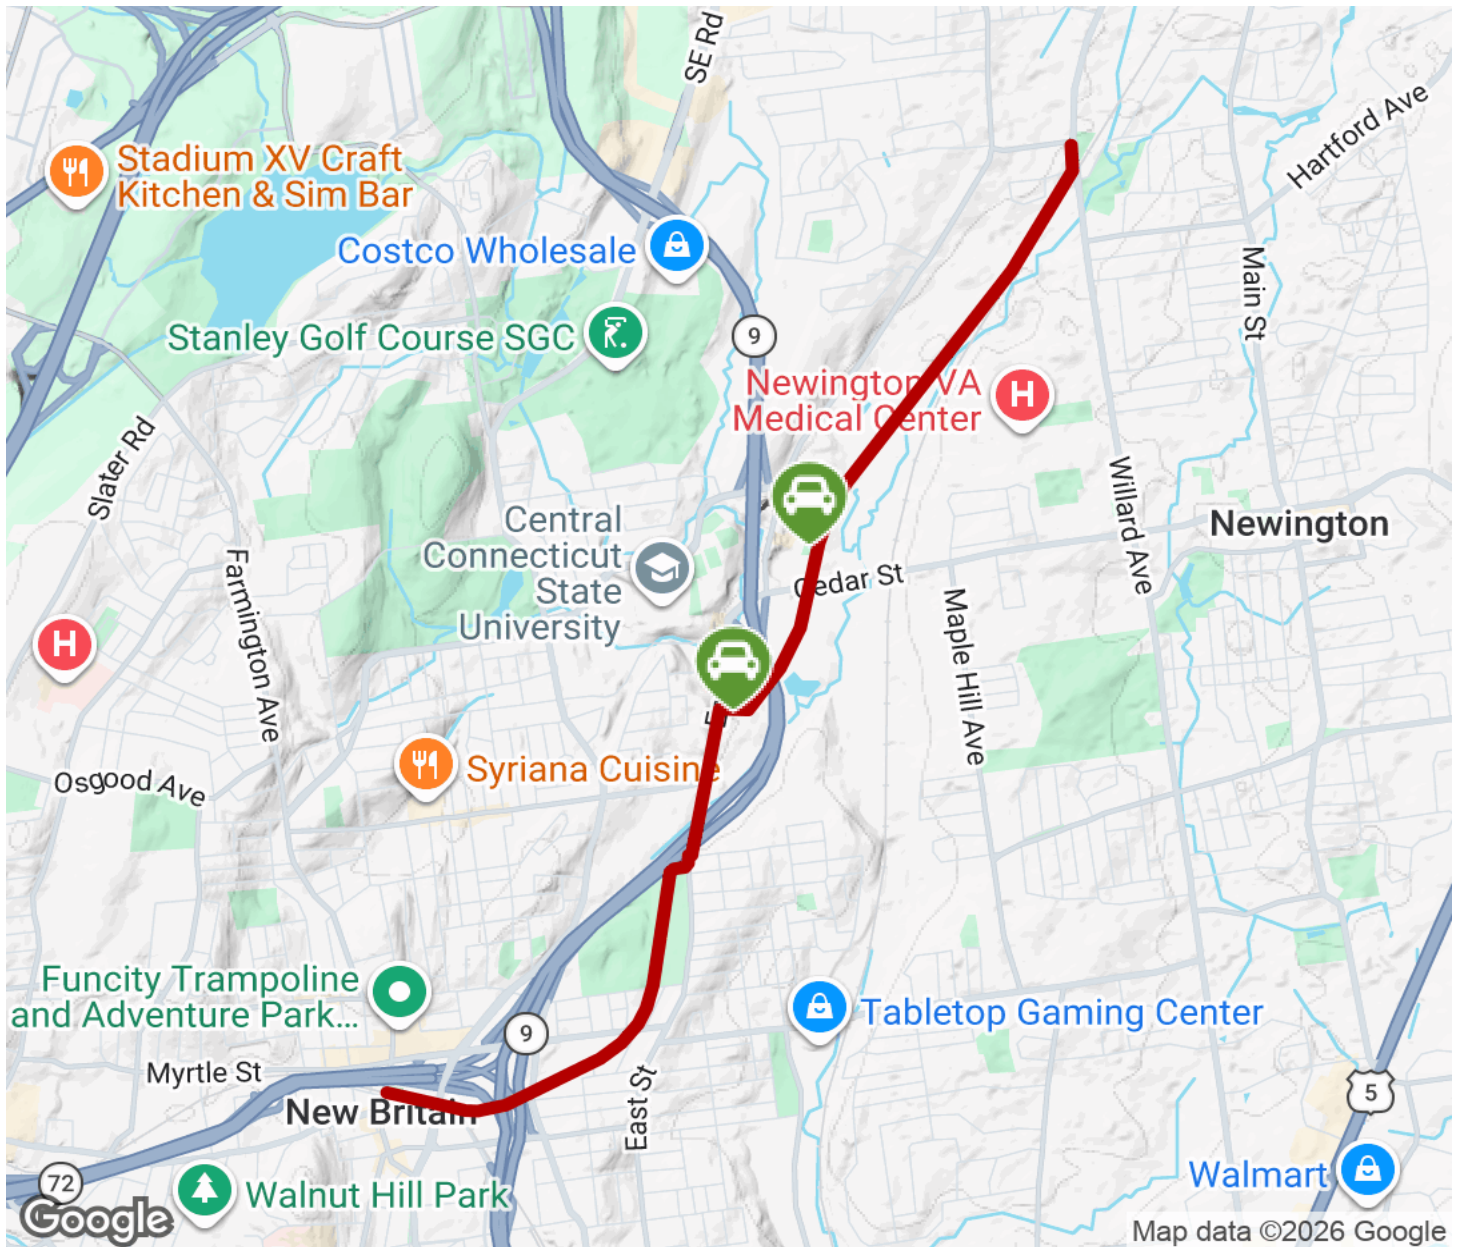 SE Rd
Hartford Ave
Stadium XV Craft
Kitchen & Sim Bar
Costco Wholesale
Main St
Stanley Golf Course SGC
9
Newington VA
Medical Center
H
Slater Rd
Willard Ave
Central
Connecticut
State
University
Newington
Farmington Ave
Cedar St
Maple Hill Ave
H
Syriana Cuisine
Osgood Ave
Funcity Trampoline
and Adventure Park...
Tabletop Gaming Center
9
Myrtle St
New Britain
East St
5
72
Walnut Hill Park
Walmart
Google
Map data ©2026 Google